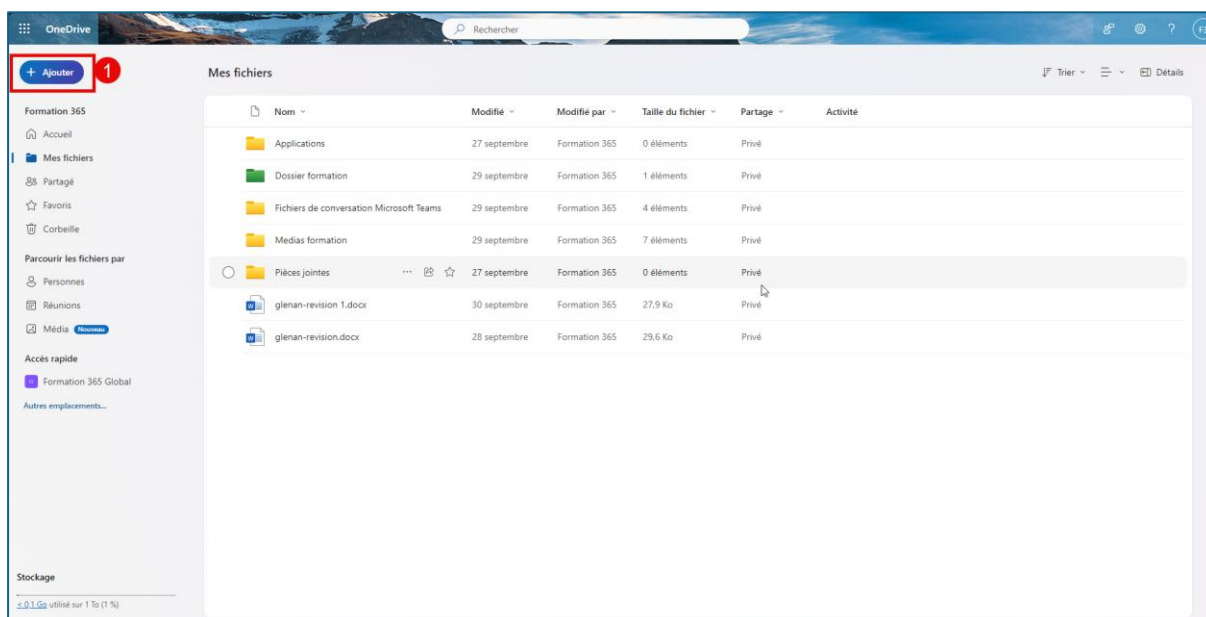 OneDrive
Rechercher
+ Ajouter
1
Mes fichiers
Trier
Détails
Formation 365
Accueil
Mes fichiers
Partagé
Favoris
Corbeille
Parcourir les fichiers par
Personnes
Réunions
Média Nouveau
Accès rapide
Formation 365 Global
Autres emplacements...
Nom Modifié Modifié par Taille du fichier Partage Activité
Applications 27 septembre Formation 365 0 éléments Privé
Dossier formation 29 septembre Formation 365 1 éléments Privé
Fichiers de conversation Microsoft Teams 29 septembre Formation 365 4 éléments Privé
Medias formation 29 septembre Formation 365 7 éléments Privé
Pièces jointes 27 septembre Formation 365 0 éléments Privé
glenan-revision 1.docx 30 septembre Formation 365 27,9 Ko Privé
glenan-revision.docx 28 septembre Formation 365 29,6 Ko Privé
Stockage
< 0,1 Go utilisé sur 1 To (1 %)